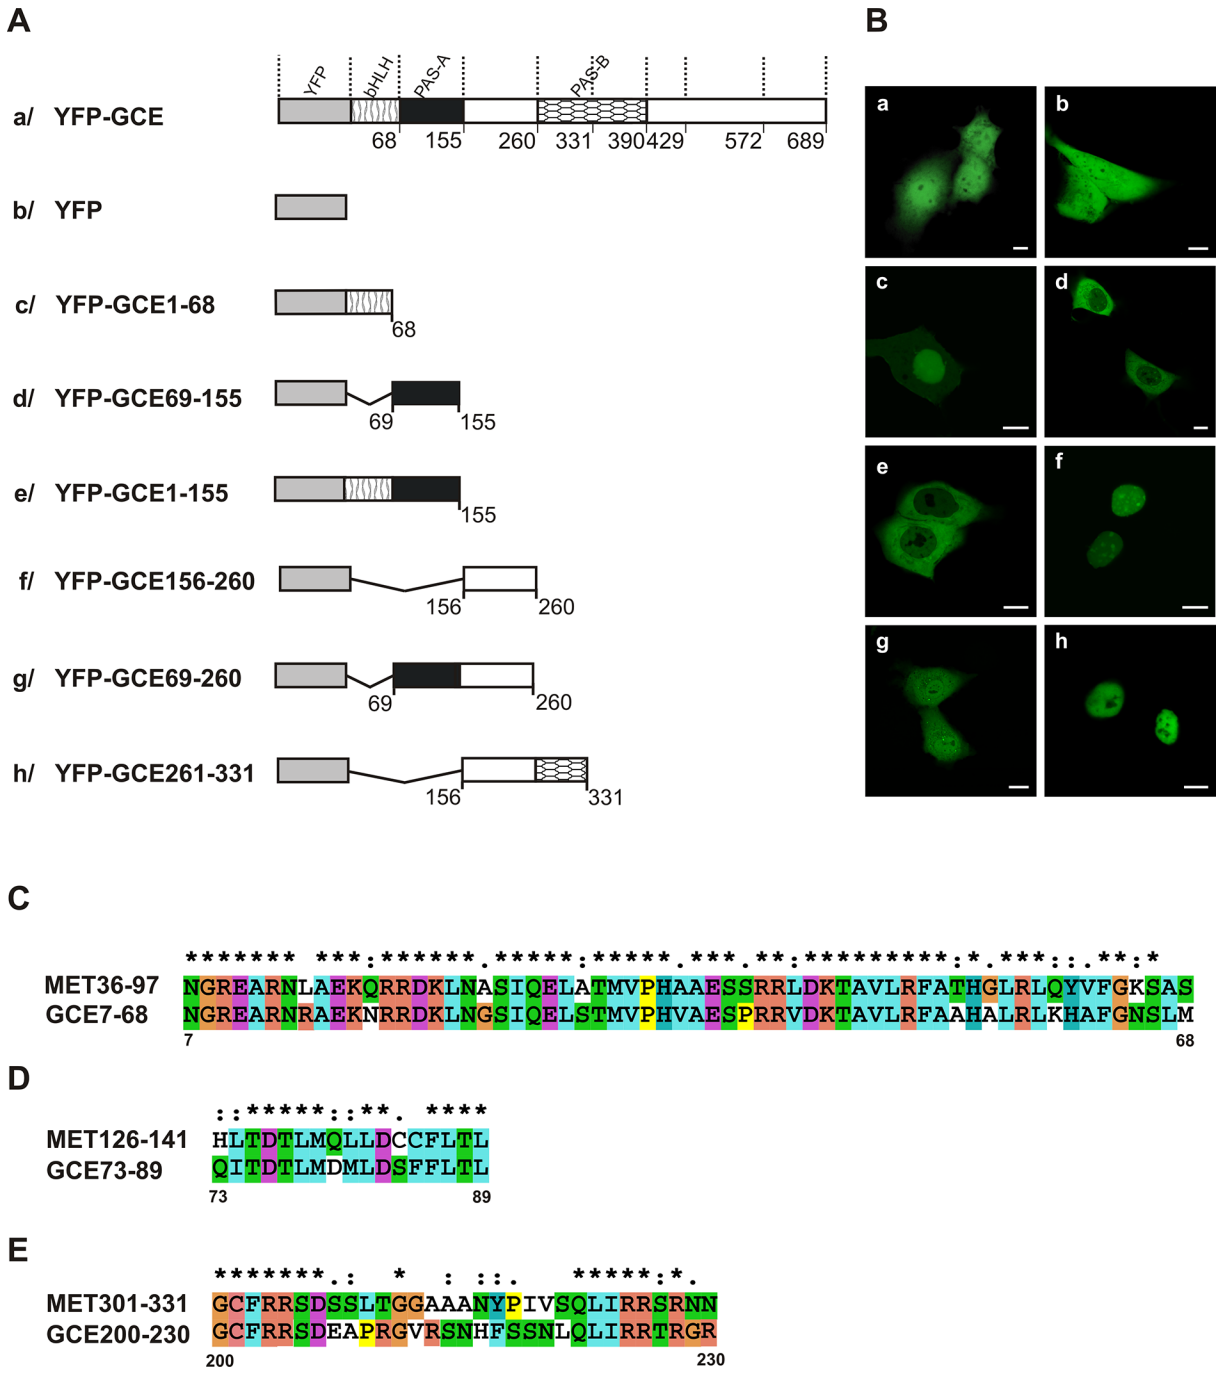 A
YFP bHLH PAS-A PAS-B
a/ YFP-GCE
68 155 260 331 390 429 572 689
b/ YFP
c/ YFP-GCE1-68
68
d/ YFP-GCE69-155
69 155
e/ YFP-GCE1-155
155
f/ YFP-GCE156-260
156 260
g/ YFP-GCE69-260
69 260
h/ YFP-GCE261-331
156 331
B
a b
c d
e f
g h
C
******* ***:******.*****:*****.***.**:*********:*.***::.**:*
MET36-97 NGREARNLAEKQRRDKLNASIQELATMVPHAAESSRRLDKTAVLRFATHGLRLQYVFGKSAS
GCE7-68 NGREARNRAEKNRRDKLNGSIQELSTMVPHVAESPRRVDKTAVLRFAAHALRLKHAFGNSLM
7 68
D
::*****::**. ****
MET126-141 HLTDTLMQLLDCCFLTL
GCE73-89 QITDTLMDMLDSFFLTL
73 89
E
*******.:  *  : ::.   *****:*.
MET301-331 GCFRRSDSSLTGGAAANYPIVSQLIRRSRNN
GCE200-230 GCFRRSDEAPRGVRSNHFSSNLQLIRRTRGR
200 230